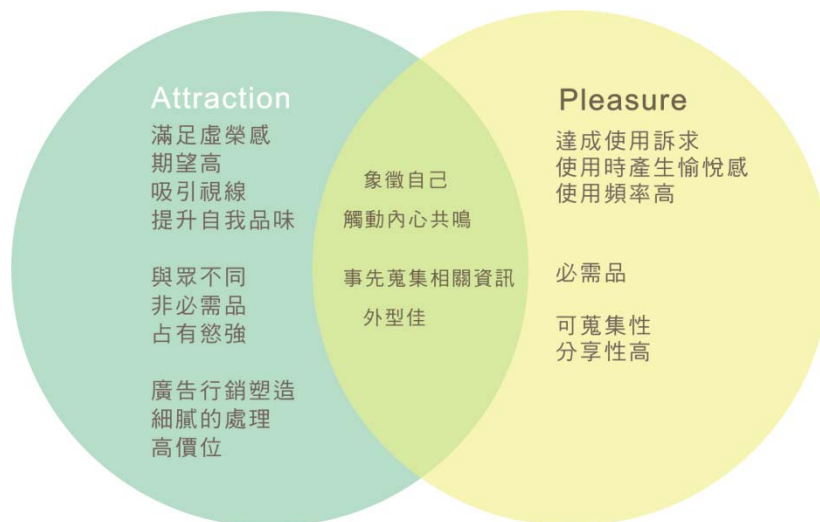 Attraction
滿足虛榮感
期望高
吸引視線
提升自我品味
與眾不同
非必需品
占有慾強
廣告行銷塑造
細膩的處理
高價位
象徵自己
觸動內心共鳴
事先蒐集相關資訊
外型佳
Pleasure
達成使用訴求
使用時產生愉悅感
使用頻率高
必需品
可蒐集性
分享性高